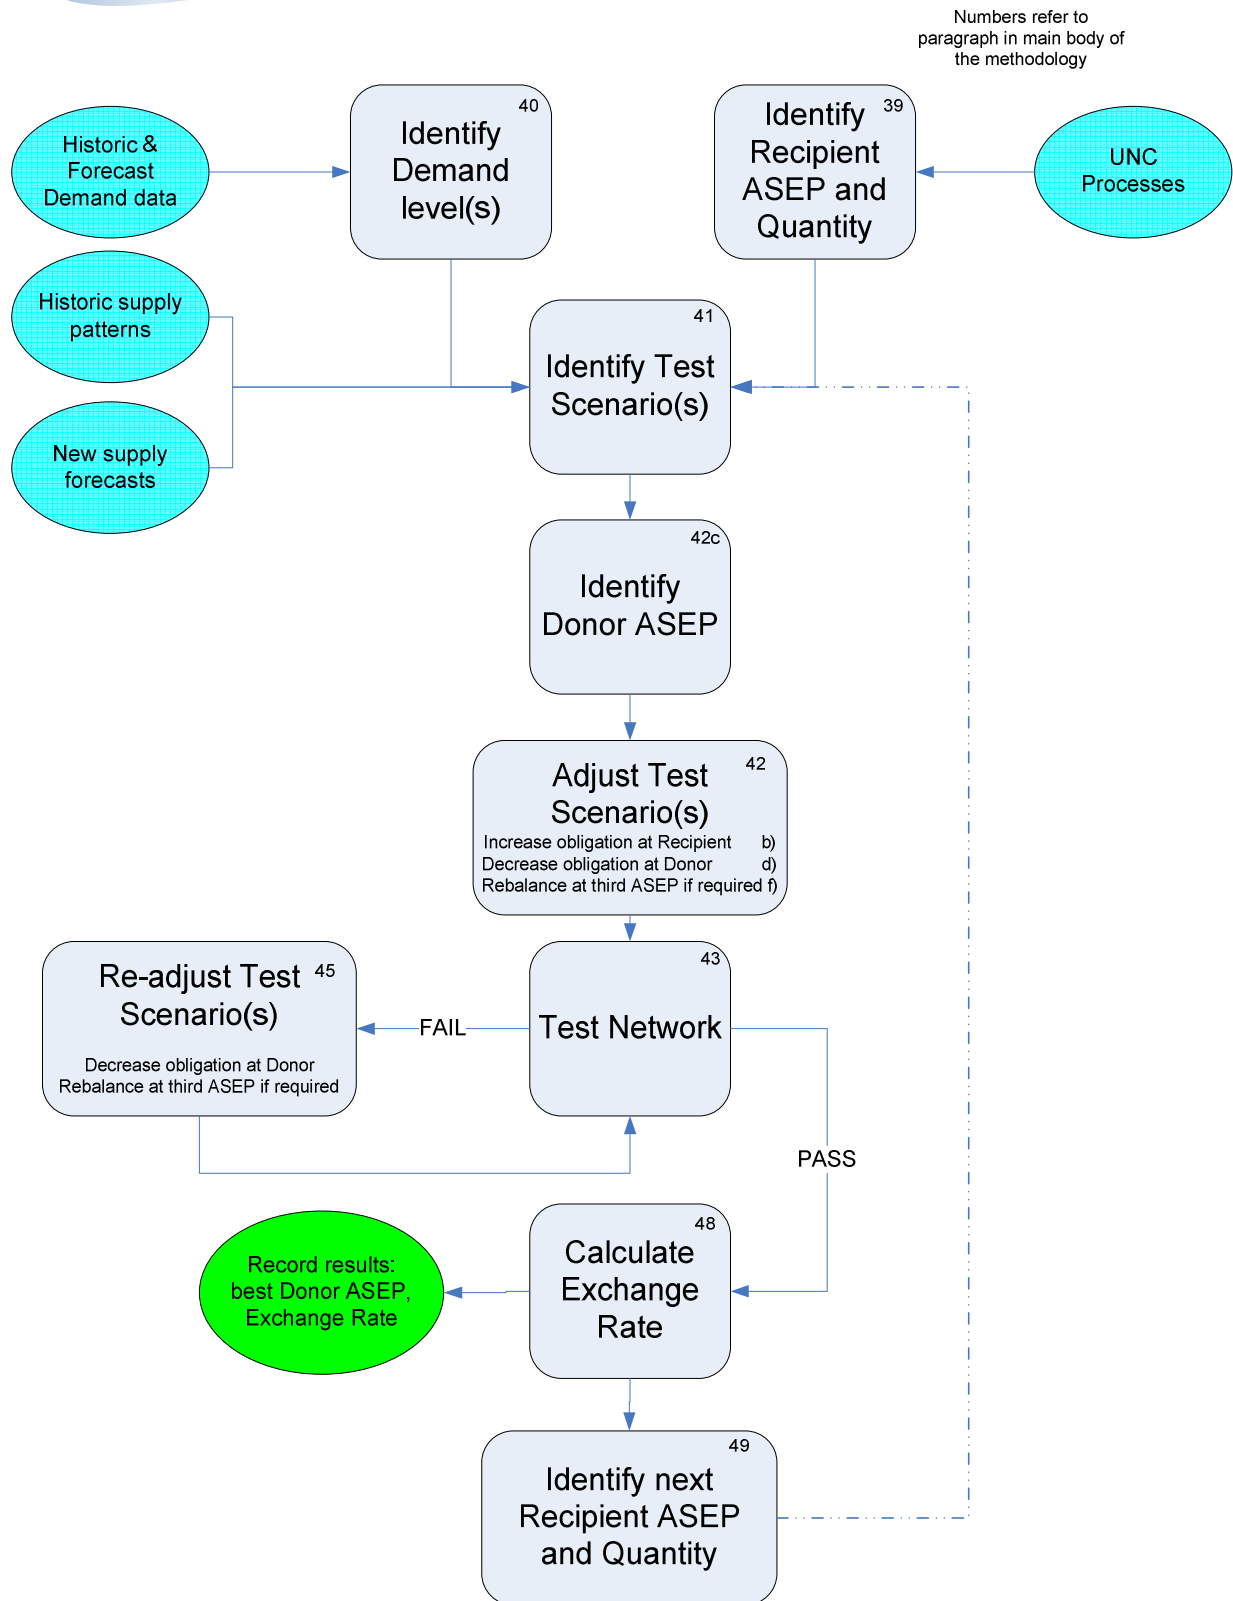 Numbers refer to
paragraph in main body of
the methodology
40
Identify
Demand
level(s)
39
Identify
Recipient
ASEP and
Quantity
Historic &
Forecast
Demand data
UNC
Processes
Historic supply
patterns
41
Identify Test
Scenario(s)
New supply
forecasts
42c
Identify
Donor ASEP
42
Adjust Test
Scenario(s)
Increase obligation at Recipient b)
Decrease obligation at Donor d)
Rebalance at third ASEP if required f)
45
Re-adjust Test
Scenario(s)
Decrease obligation at Donor
Rebalance at third ASEP if required
FAIL
43
Test Network
PASS
48
Calculate
Exchange
Rate
Record results:
best Donor ASEP,
Exchange Rate
49
Identify next
Recipient ASEP
and Quantity